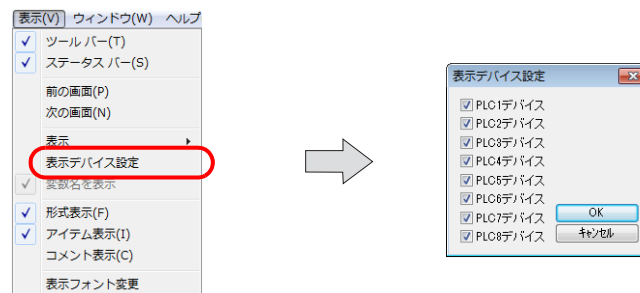 表示(V) ウィンドウ(W) ヘルプ
ツール バー(T)
ステータス バー(S)
前の画面(P)
次の画面(N)
表示
表示デバイス設定
変数名を表示
形式表示(F)
アイテム表示(I)
コメント表示(C)
表示フォント変更
表示デバイス設定
PLC1デバイス
PLC2デバイス
PLC3デバイス
PLC4デバイス
PLC5デバイス
PLC6デバイス
PLC7デバイス
PLC8デバイス
OK
キャンセル